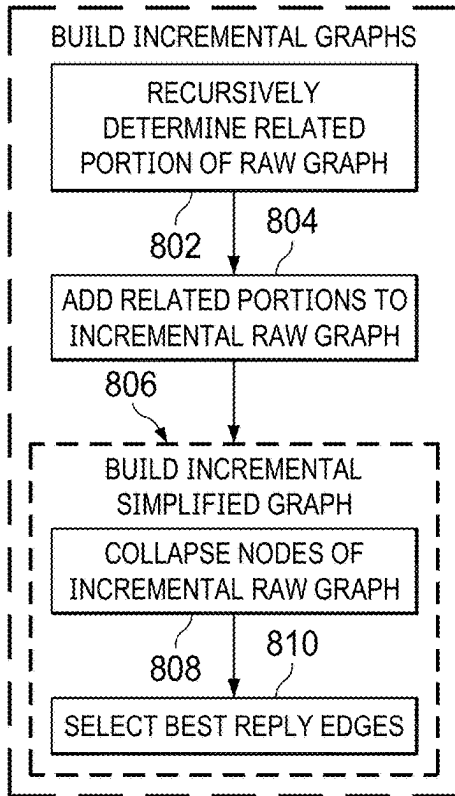 BUILD INCREMENTAL GRAPHS
RECURSIVELY
DETERMINE RELATED
PORTION OF RAW GRAPH
802
804
ADD RELATED PORTIONS TO
INCREMENTAL RAW GRAPH
806
BUILD INCREMENTAL
SIMPLIFIED GRAPH
COLLAPSE NODES OF
INCREMENTAL RAW GRAPH
808
810
SELECT BEST REPLY EDGES